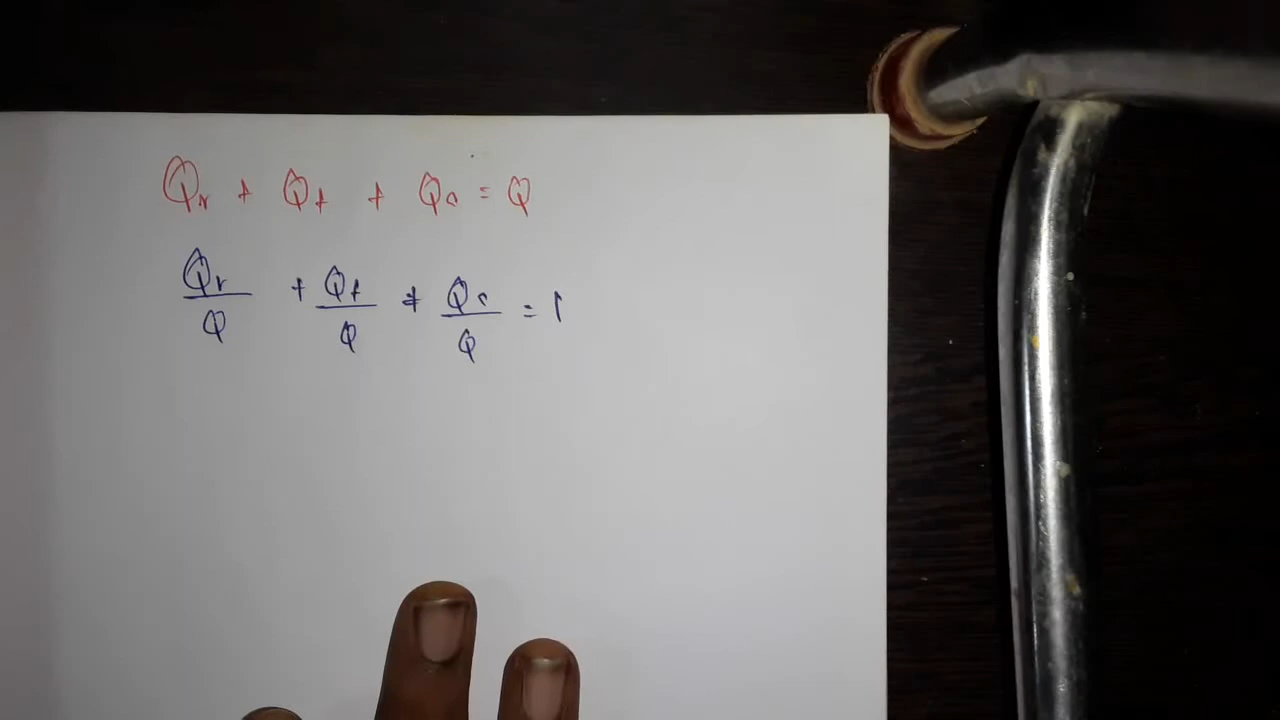 Qr + Qt + Qa = Q
Qr/Q + Qt/Q + Qa/Q = 1